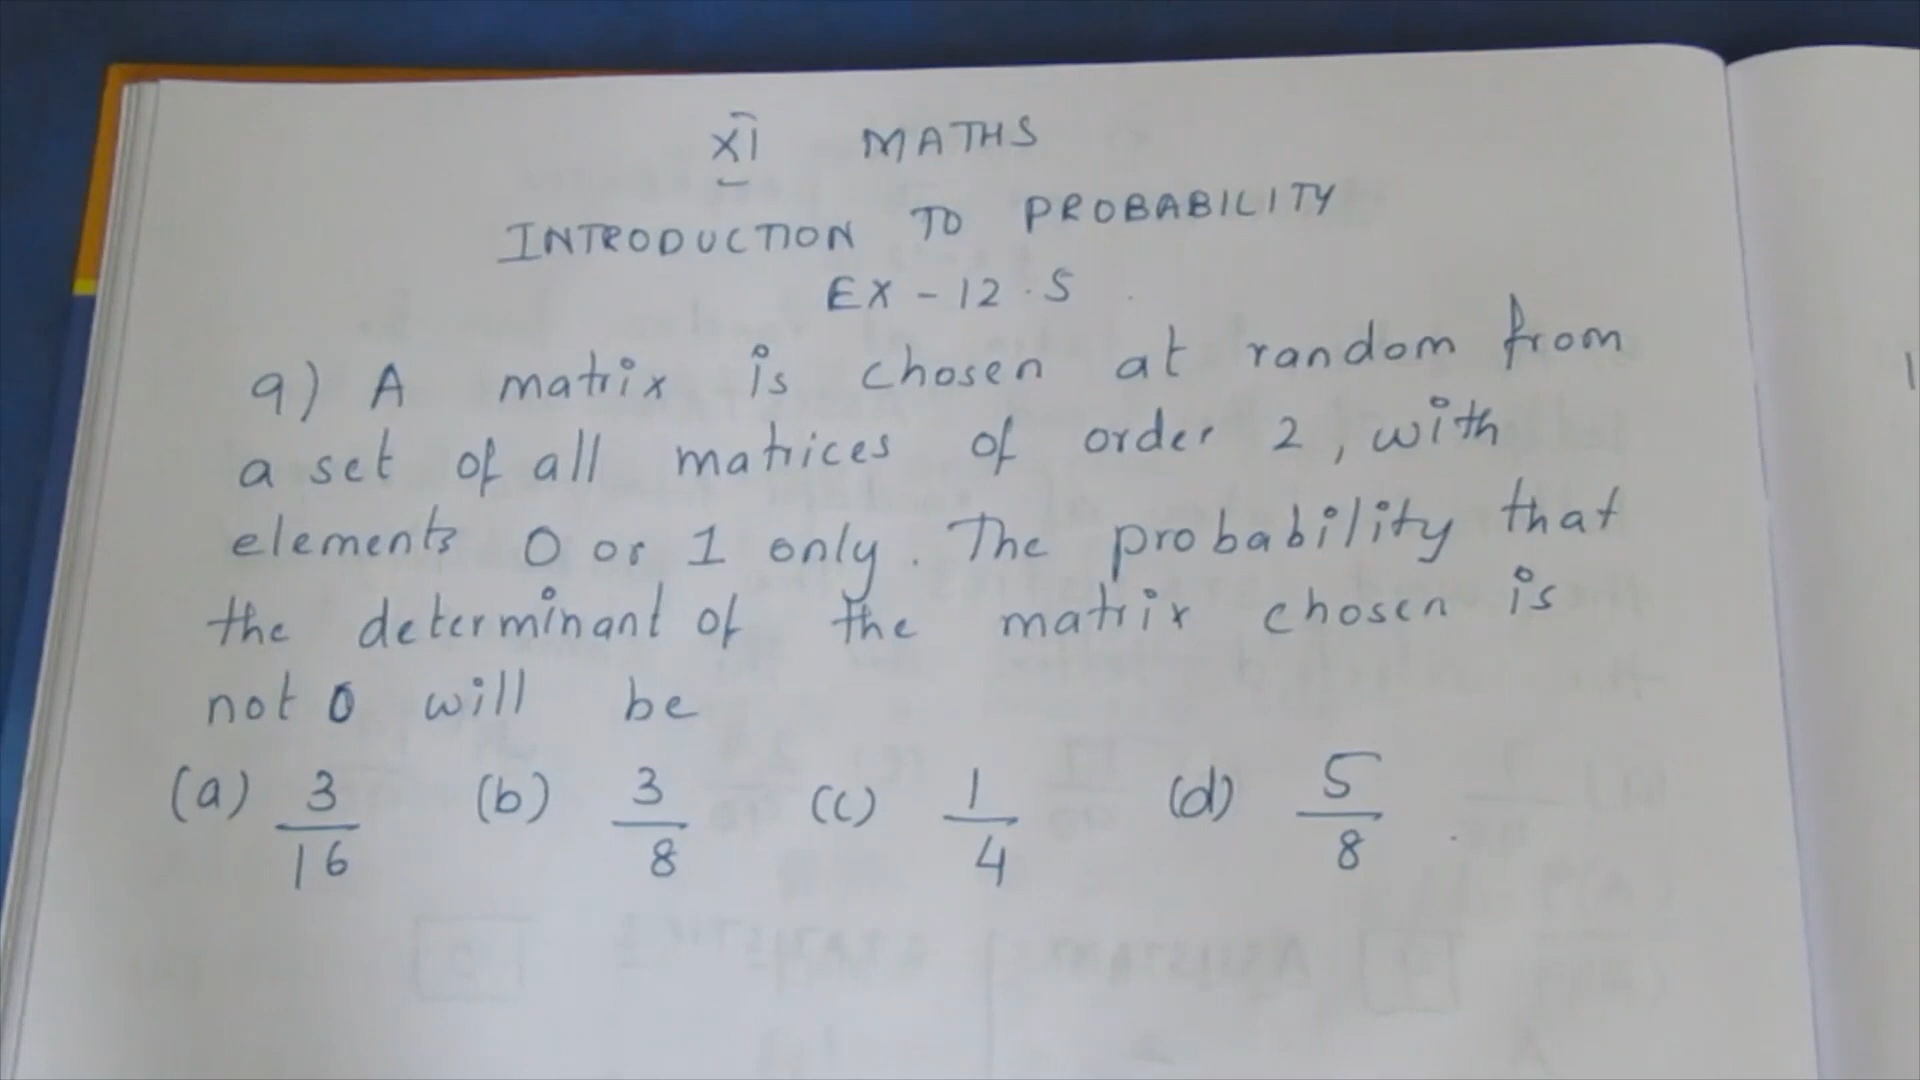 XI MATHS
INTRODUCTION TO PROBABILITY
EX - 12.5
9) A matrix is chosen at random from
a set of all matrices of order 2, with
elements 0 or 1 only. The probability that
the determinant of the matrix chosen is
not 0 will be
(a) 3/16 (b) 3/8 (c) 1/4 (d) 5/8